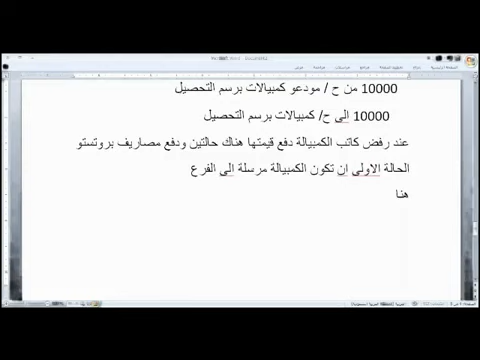 10000 من ح / مودعو كمبيالات برسم التحصيل
10000 الى ح/ كمبيالات برسم التحصيل
عند رفض كاتب الكمبيالة دفع قيمتها هناك حالتين ودفع مصاريف بروتستو
الحالة الاولى ان تكون الكمبيالة مرسلة الى الفرع
هنا